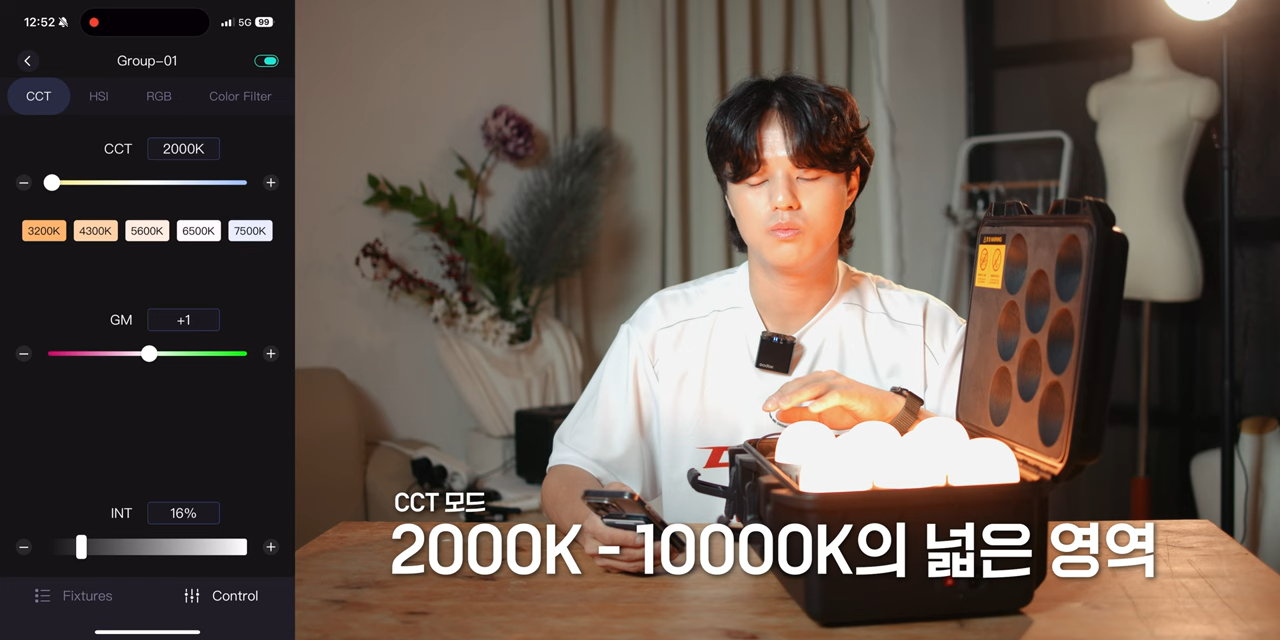 12:52
5G
99
Group-01
CCT
HSI
RGB
Color Filter
CCT
2000K
3200K
4300K
5600K
6500K
7500K
GM
+1
INT
16%
Fixtures
Control
CCT 모드
2000K - 10000K의 넓은 영역